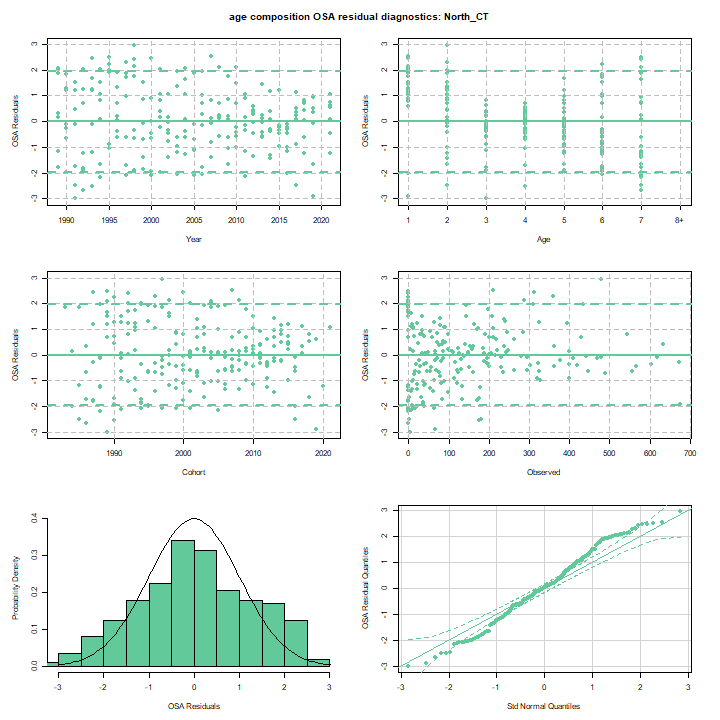 age composition OSA residual diagnostics: North_CT
OSA Residuals
3
2
1
0
-1
-2
-3
1990 1995 2000 2005 2010 2015 2020
Year
OSA Residuals
3
2
1
0
-1
-2
-3
1 2 3 4 5 6 7 8+
Age
OSA Residuals
3
2
1
0
-1
-2
-3
1990 2000 2010 2020
Cohort
OSA Residuals
3
2
1
0
-1
-2
-3
0 100 200 300 400 500 600 700
Observed
Probability Density
0.4
0.3
0.2
0.1
0.0
-3 -2 -1 0 1 2 3
OSA Residuals
OSA Residual Quantiles
3
2
1
0
-1
-2
-3
-3 -2 -1 0 1 2 3
Std Normal Quantiles